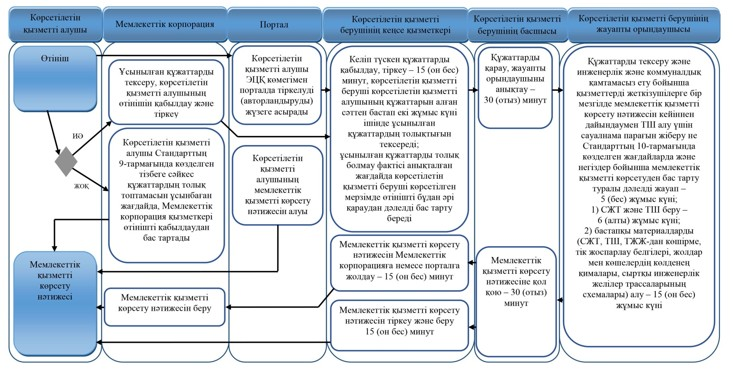 Көрсетілетін
қызметті алушы
Мемлекеттік корпорация
Портал
Көрсетілетін қызметті
берушінің кеңсе қызметкері
Көрсетілетін қызметті
берушінің басшысы
Көрсетілетін қызметті берушінің
жауапты орындаушысы
Өтініш
иә
жоқ
Мемлекеттік
қызметті
көрсету
нәтижесі
Ұсынылған құжаттарды
тексеру, көрсетілетін
қызметті алушының
өтінішін қабылдау және
тіркеу
Көрсетілетін қызметті
алушы Стандарттың
9-тармағында көзделген
тізбеге сәйкес
құжаттардың толық
топтамасын ұсынбаған
жағдайда, Мемлекеттік
корпорация қызметкері
өтінішті қабылдаудан
бас тартады
Мемлекеттік қызметті
көрсету нәтижесін беру
Көрсетілетін
қызметті алушы
ЭЦҚ көмегімен
порталда тіркелуді
(авторландыруды)
жүзеге асырады
Көрсетілетін
қызметті
алушының
мемлекеттік
қызметті көрсету
нәтижесін алуы
Келіп түскен құжаттарды
қабылдау, тіркеу – 15 (он бес)
минут, көрсетілетін қызметті
беруші көрсетілетін қызметті
алушының құжаттарын алған
сәттен бастап екі жұмыс күні
ішінде ұсынылған
құжаттардың толықтығын
тексереді;
ұсынылған құжаттарды толық
болмау фактісі анықталған
жағдайда көрсетілетін
қызметті беруші көрсетілген
мерзімде өтінішті бұдан әрі
қараудан дәлелді бас тарту
береді
Мемлекеттік қызметті көрсету
нәтижесін Мемлекеттік
корпорацияға немесе порталға
жолдау – 15 (он бес) минут
Мемлекеттік қызметті көрсету
нәтижесін тіркеу және беру
15 (он бес) минут
Құжаттарды
қарау, жауапты
орындаушыны
анықтау –
30 (отыз) минут
Мемлекеттік
қызметті көрсету
нәтижесіне қол
қою – 30 (отыз)
минут
Құжаттарды тексеру және
инженерлік және коммуналдық
қамтамасыз ету бойынша
қызметтерді жеткізушілерге бір
мезгілде мемлекеттік қызметті
көрсету нәтижесін кейіннен
дайындаумен ТШ алу үшін
сауалнама парағын жіберу не
Стандарттың 10-тармағында
көзделген жағдайларда және
негіздер бойынша мемлекеттік
қызметті көрсетуден бас тарту
туралы дәлелді жауап –
5 (бес) жұмыс күні;
1) СЖТ және ТШ беру –
6 (алты) жұмыс күні;
2) бастапқы материалдарды
(СЖТ, ТШ, ТЖЖ-дан көшірме,
тік жоспарлау белгілері, жолдар
мен көшелердің көлденең
қималары, сыртқы инженерлік
желілер трассаларының
схемалары) алу – 15 (он бес)
жұмыс күні